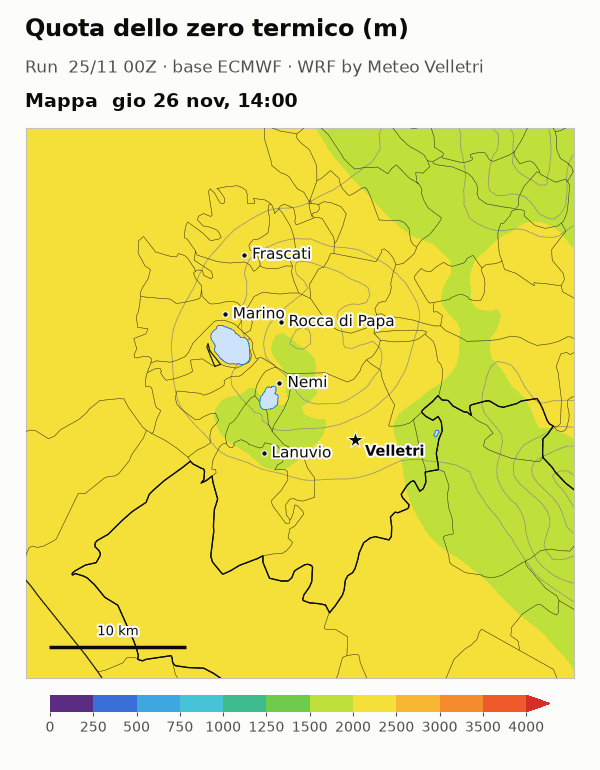 Quota dello zero termico (m)
Run  25/11 00Z · base ECMWF · WRF by Meteo Velletri
Mappa  gio 26 nov, 14:00
Frascati
Marino
Rocca di Papa
Nemi
Velletri
Lanuvio
10 km
0 250 500 750 1000 1250 1500 2000 2500 3000 3500 4000